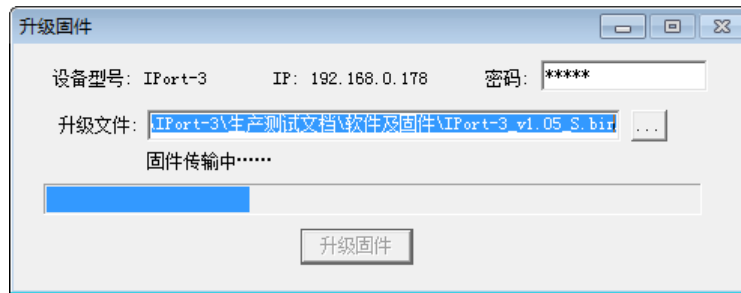 升级固件
设备型号: IPort-3 IP: 192.168.0.178 密码: *****
升级文件: \IPort-3\生产测试文档\软件及固件\IPort-3_v1.05_S.bin ...
固件传输中……
升级固件